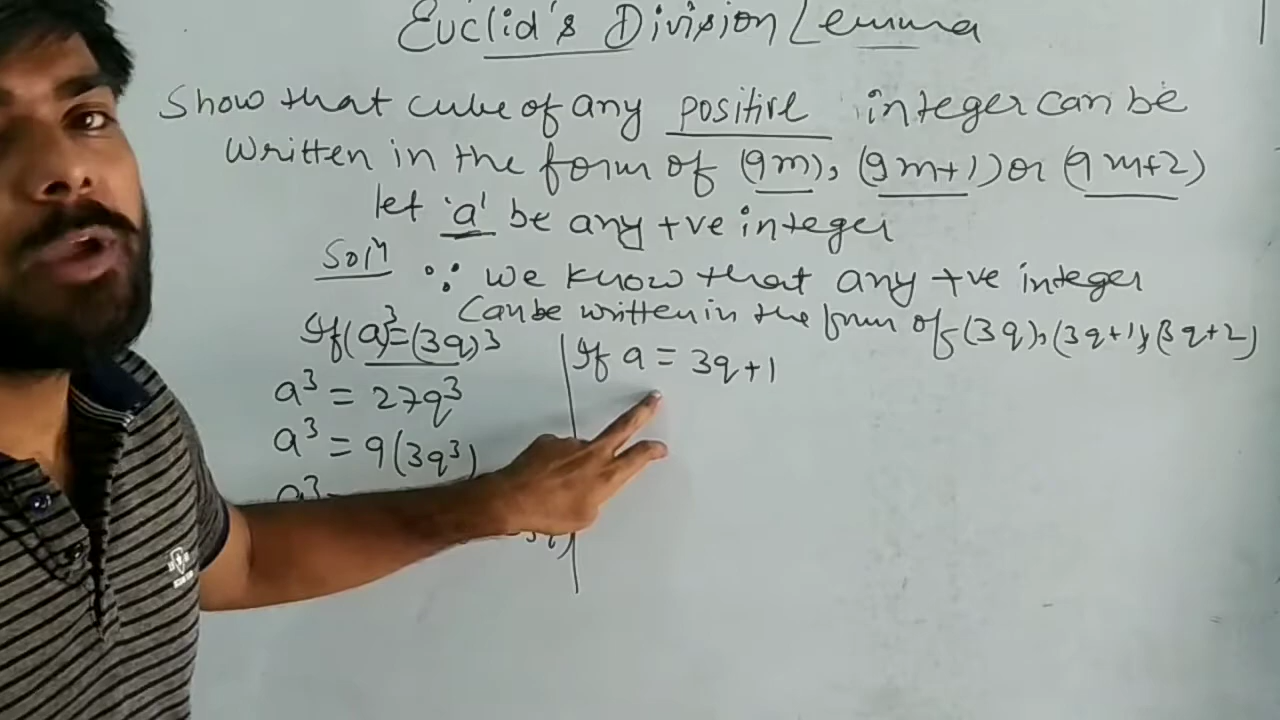 Euclid's Division Lemma
Show that cube of any positive integer can be
written in the form of (9m), (9m+1) or (9m+2)
let 'a' be any +ve integer
Soln ∵ we know that any +ve integer
Can be written in the form of (3q), (3q+1), (3q+2)
If (a)³=(3q)³
a³ = 27q³
a³ = 9(3q³)
a³
If a = 3q+1